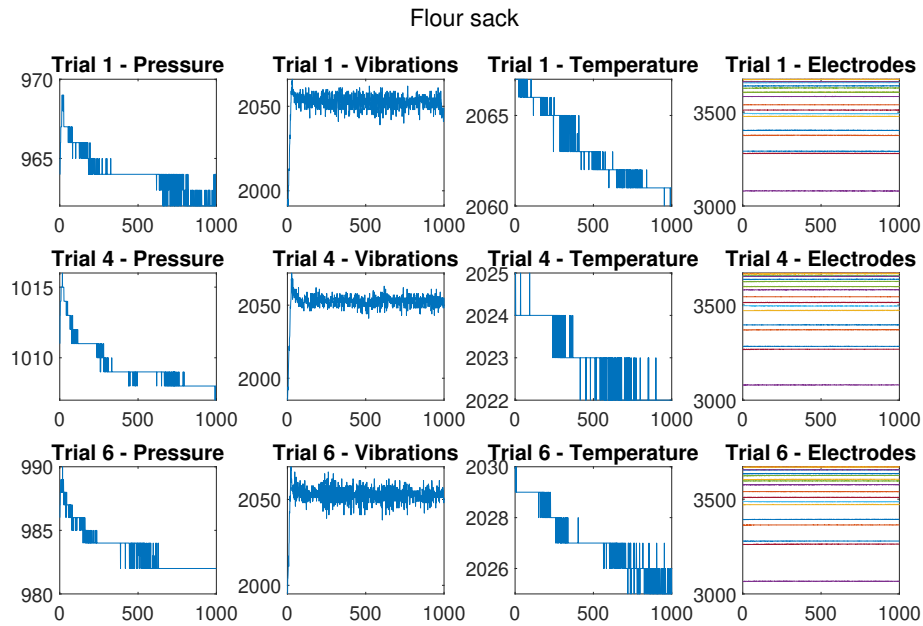 Flour sack
Trial 1 - Pressure
970
965
0 500 1000
Trial 1 - Vibrations
2050
2000
0 500 1000
Trial 1 - Temperature
2065
2060
0 500 1000
Trial 1 - Electrodes
3500
3000
0 500 1000
Trial 4 - Pressure
1015
1010
0 500 1000
Trial 4 - Vibrations
2050
2000
0 500 1000
Trial 4 - Temperature
2025
2024
2023
2022
0 500 1000
Trial 4 - Electrodes
3500
3000
0 500 1000
Trial 6 - Pressure
990
985
980
0 500 1000
Trial 6 - Vibrations
2050
2000
0 500 1000
Trial 6 - Temperature
2030
2028
2026
0 500 1000
Trial 6 - Electrodes
3500
3000
0 500 1000